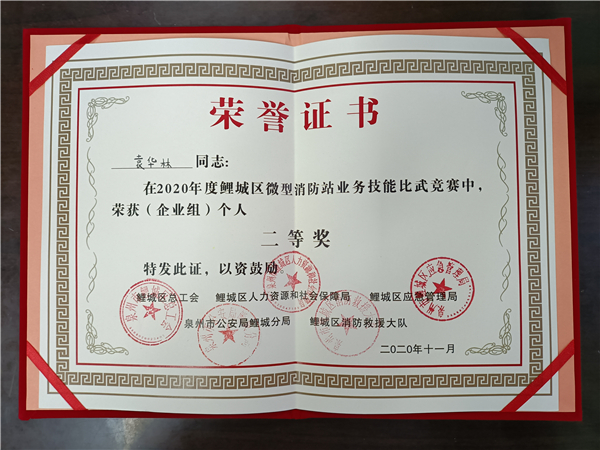 荣誉证书
袁华林 同志：
在2020年度鲤城区微型消防站业务技能比武竞赛中，
荣获（企业组）个人
二等奖
特发此证，以资鼓励
鲤城区总工会 鲤城区人力资源和社会保障局 鲤城区应急管理局
泉州市公安局鲤城分局 鲤城区消防救援大队
二〇二〇年十一月